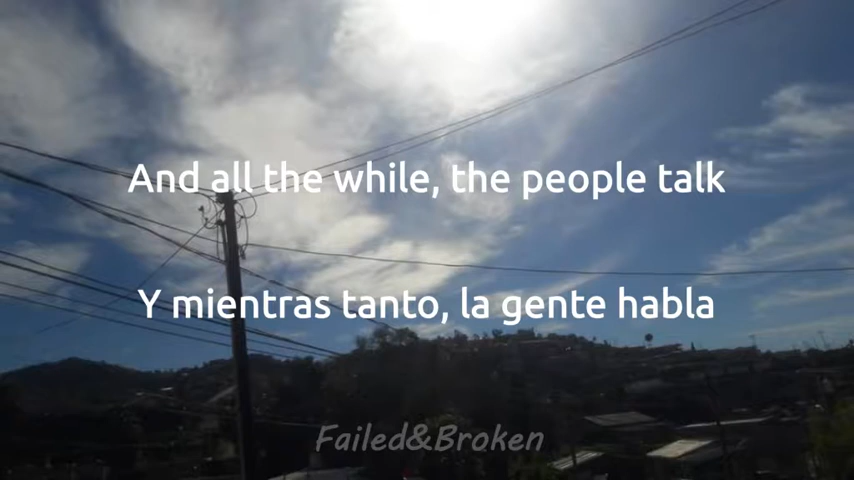 And all the while, the people talk
Y mientras tanto, la gente habla
Failed&Broken